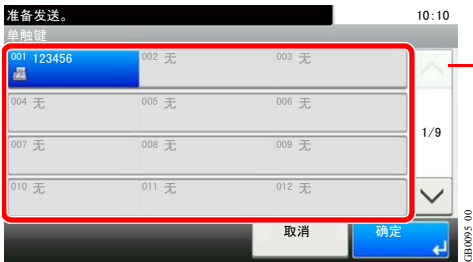 准备发送。 10:10
单触键
001 123456 002 无 003 无
004 无 005 无 006 无
1/9
007 无 008 无 009 无
010 无 011 无 012 无
取消 确定
GB0095 00